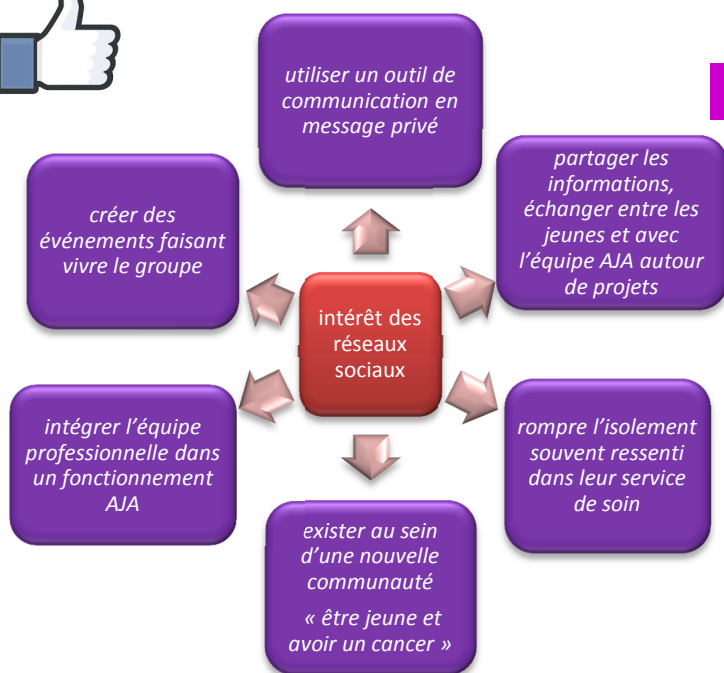 utiliser un outil de
communication en
message privé
partager les
informations,
échanger entre les
jeunes et avec
l’équipe AJA autour
de projets
créer des
événements faisant
vivre le groupe
intérêt des
réseaux
sociaux
intégrer l’équipe
professionnelle dans
un fonctionnement
AJA
rompre l’isolement
souvent ressenti
dans leur service
de soin
exister au sein
d’une nouvelle
communauté
« être jeune et
avoir un cancer »